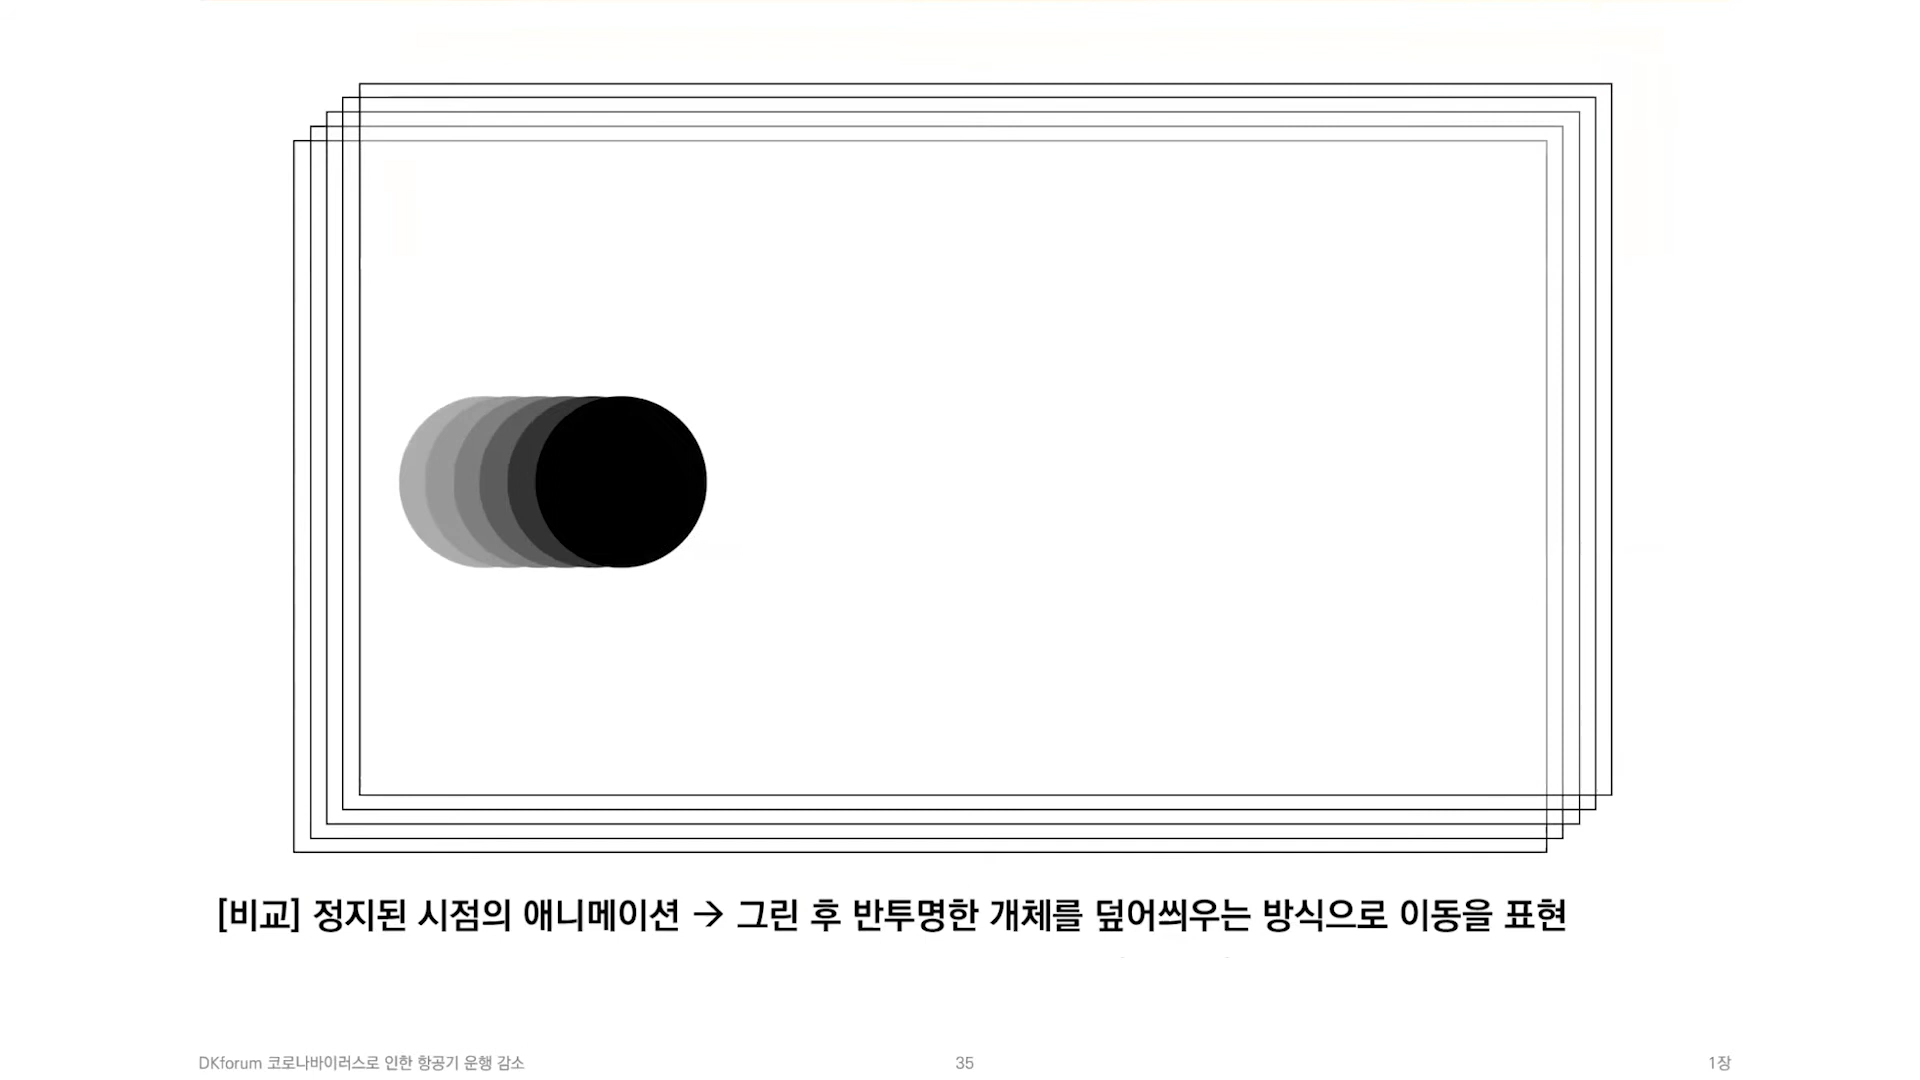 [비교] 정지된 시점의 애니메이션 → 그린 후 반투명한 개체를 덮어씌우는 방식으로 이동을 표현
DKforum 코로나바이러스로 인한 항공기 운행 감소
35
1장